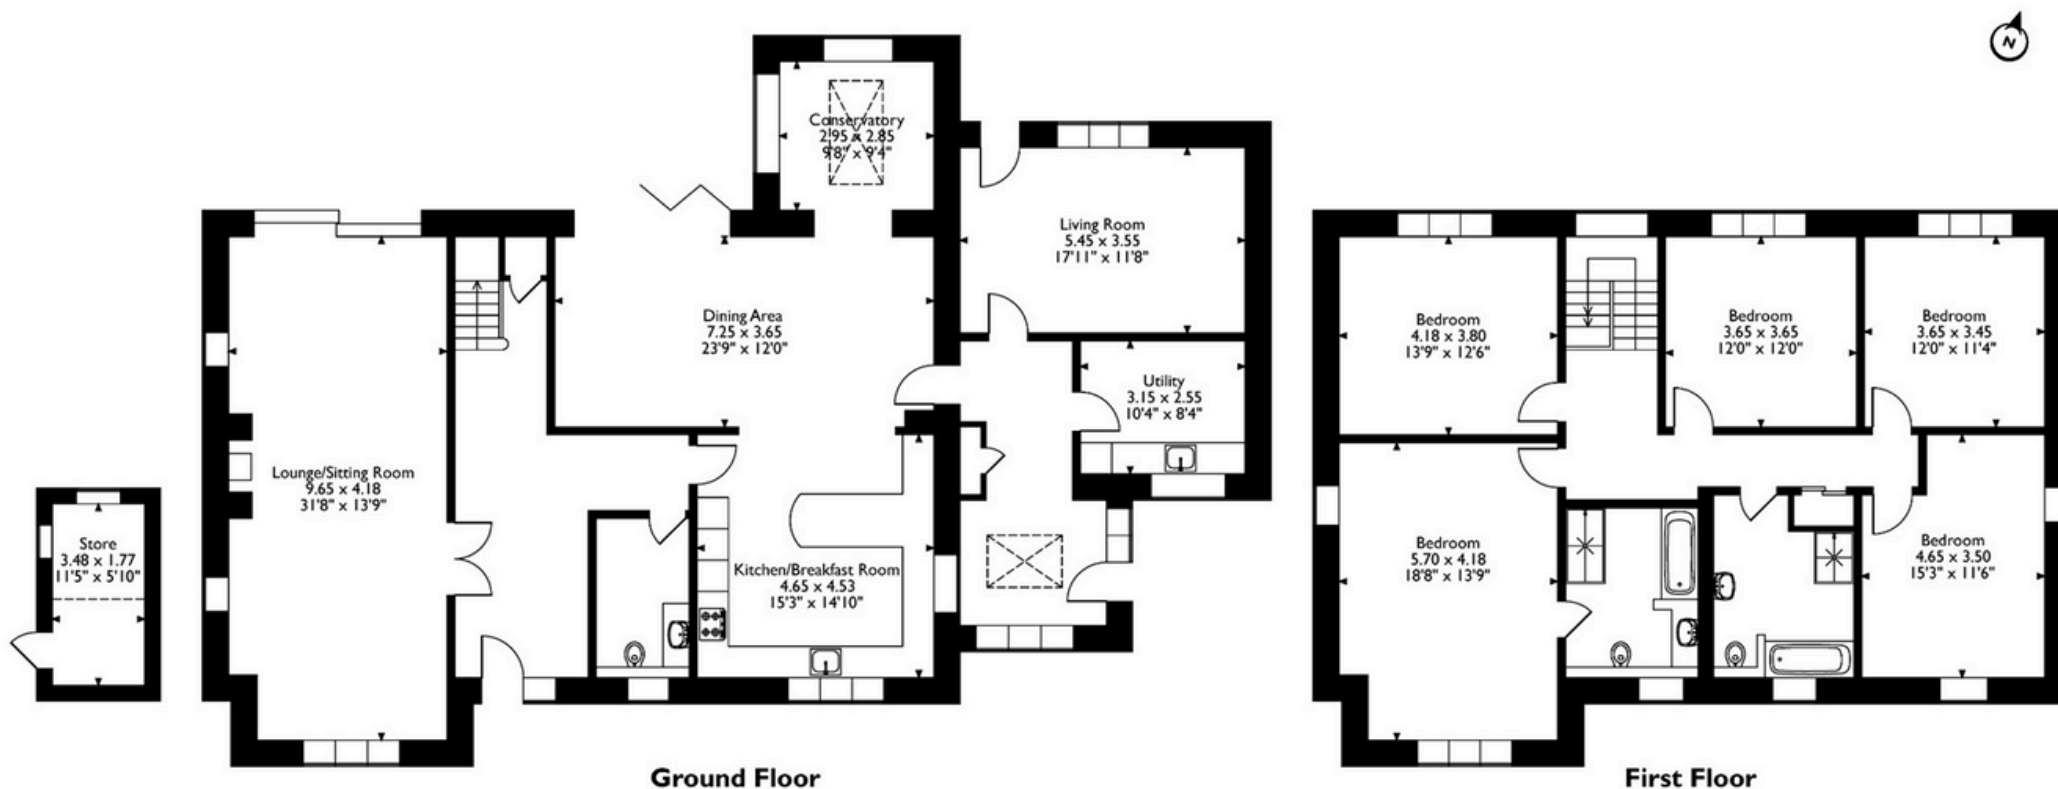 N
Conservatory
2.95 x 2.85
9'8" x 9'4"
Living Room
5.45 x 3.55
17'11" x 11'8"
Dining Area
7.25 x 3.65
23'9" x 12'0"
Utility
3.15 x 2.55
10'4" x 8'4"
Lounge/Sitting Room
9.65 x 4.18
31'8" x 13'9"
Store
3.48 x 1.77
11'5" x 5'10"
Kitchen/Breakfast Room
4.65 x 4.53
15'3" x 14'10"
Ground Floor
Bedroom
4.18 x 3.80
13'9" x 12'6"
Bedroom
3.65 x 3.65
12'0" x 12'0"
Bedroom
3.65 x 3.45
12'0" x 11'4"
Bedroom
5.70 x 4.18
18'8" x 13'9"
Bedroom
4.65 x 3.50
15'3" x 11'6"
First Floor